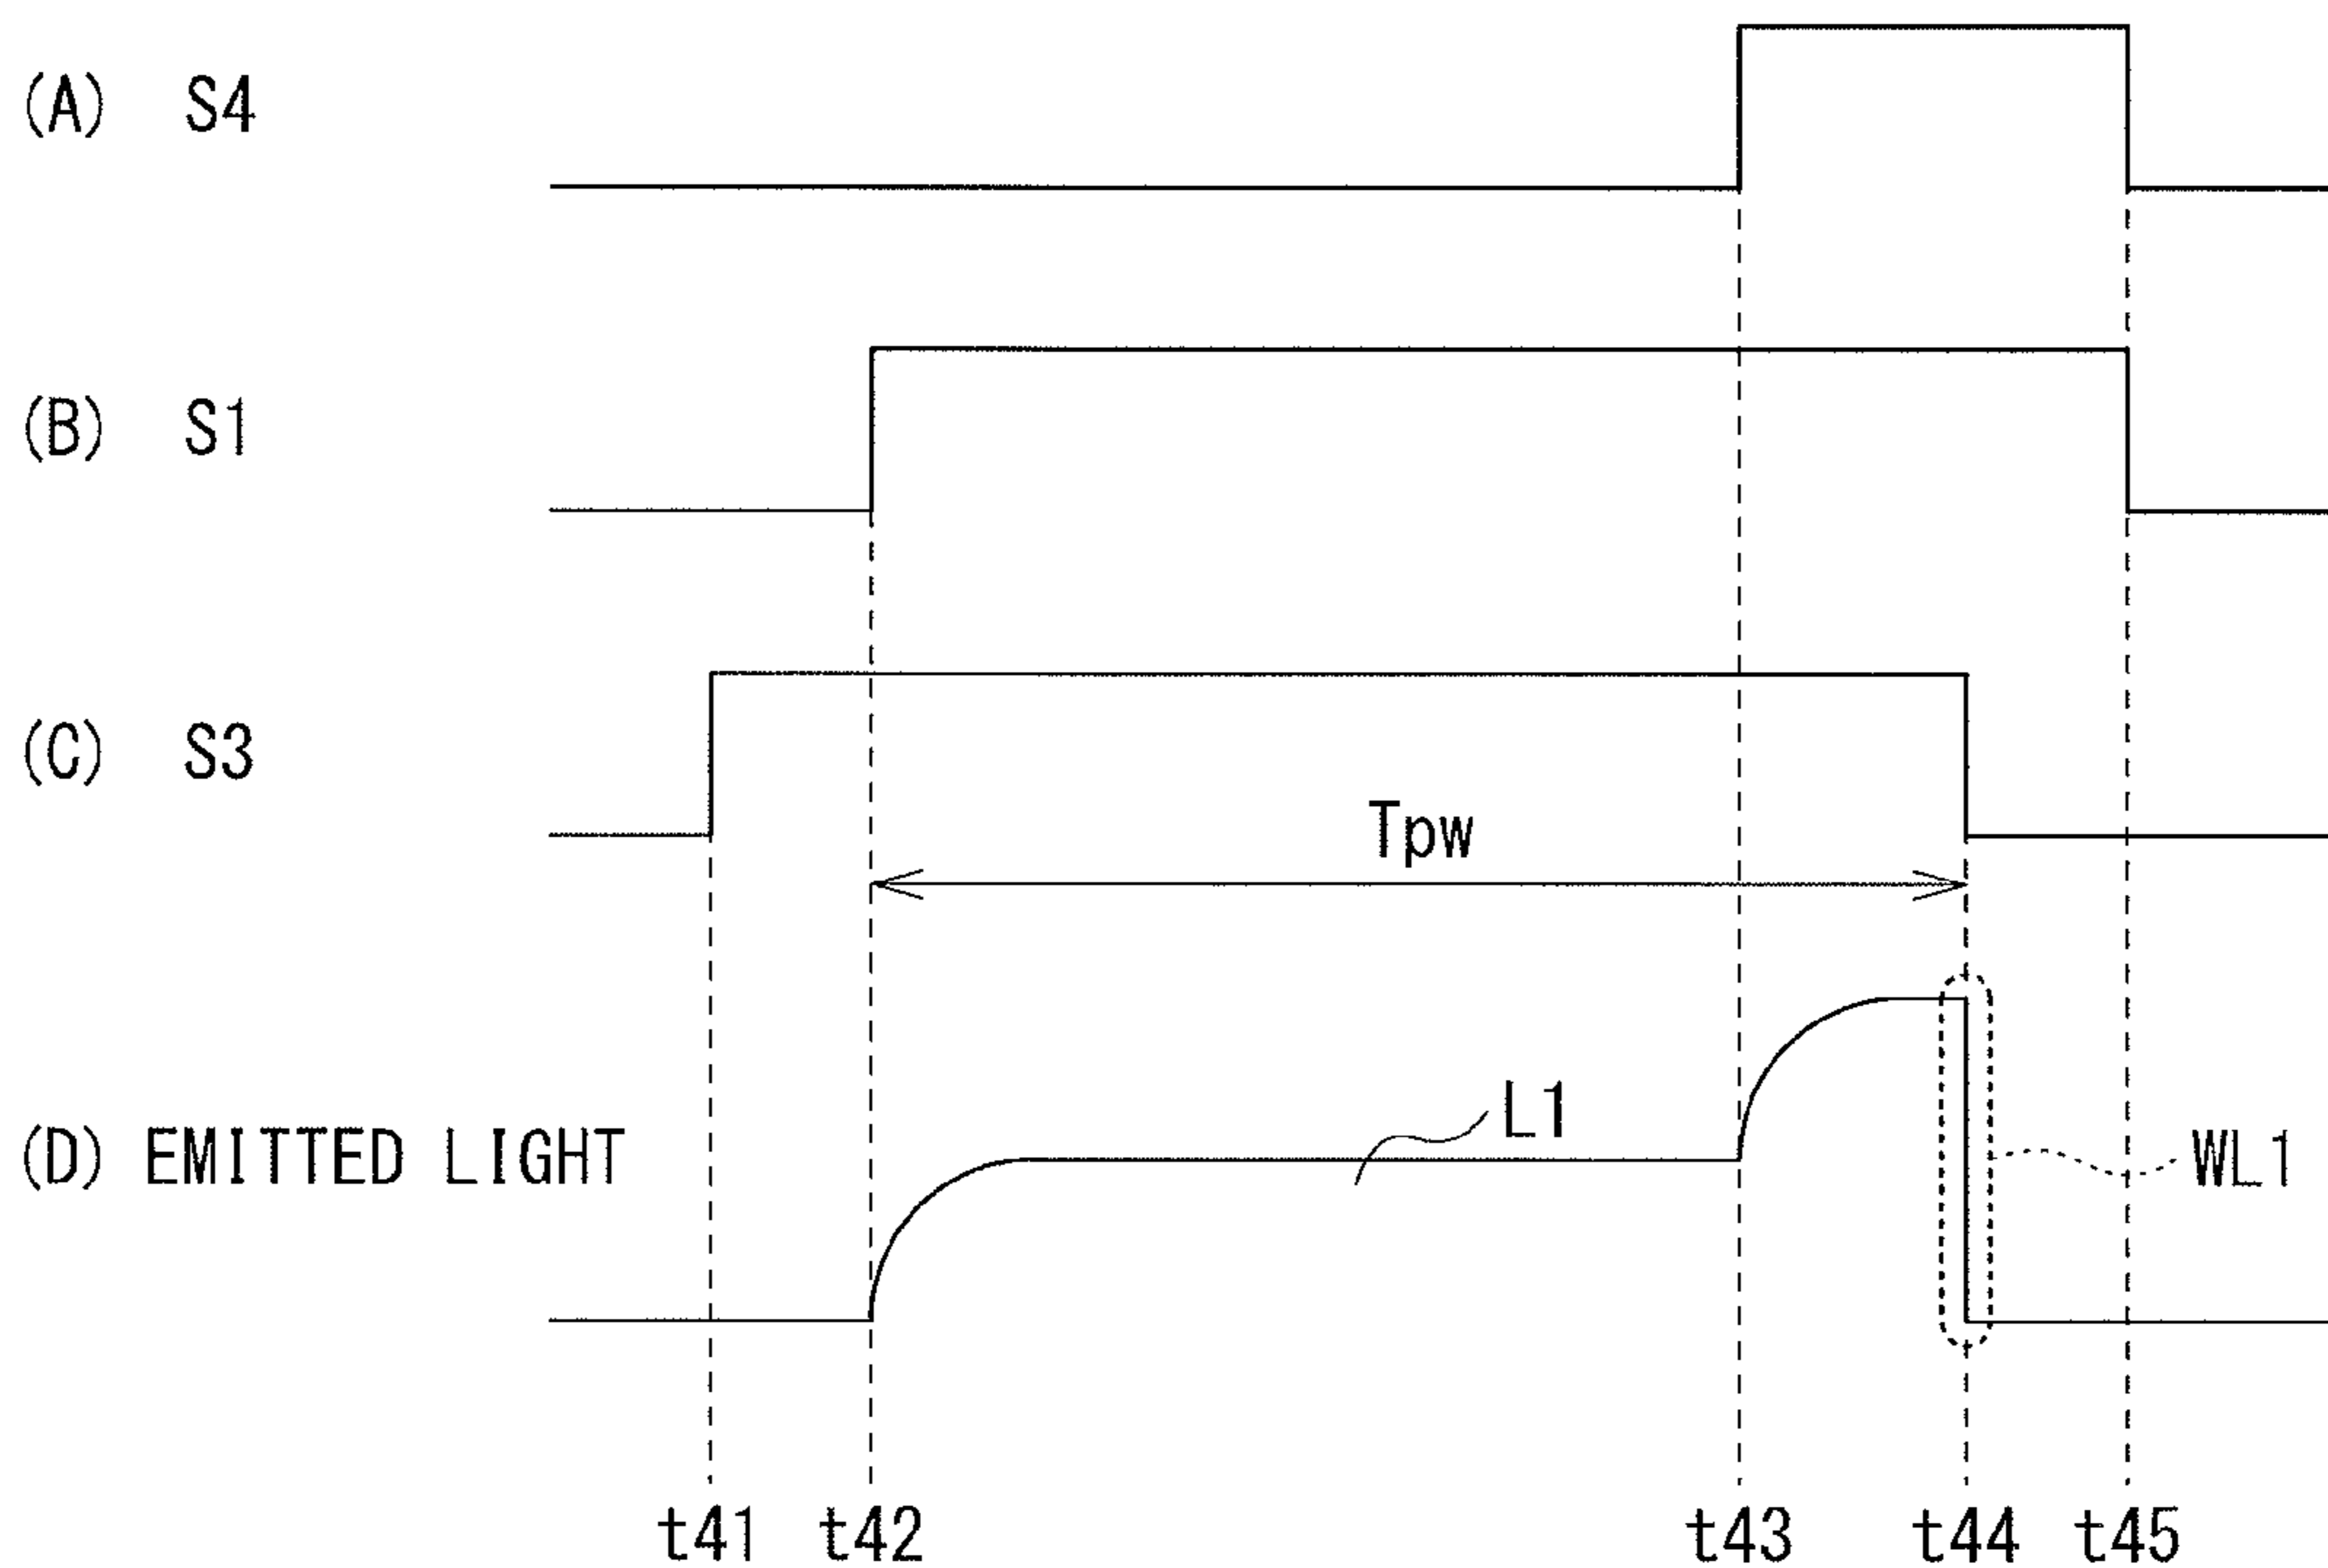 (A) S4
(B) S1
(C) S3
Tpw
L1
(D) EMITTED LIGHT
WL1
t41 t42 t43 t44 t45